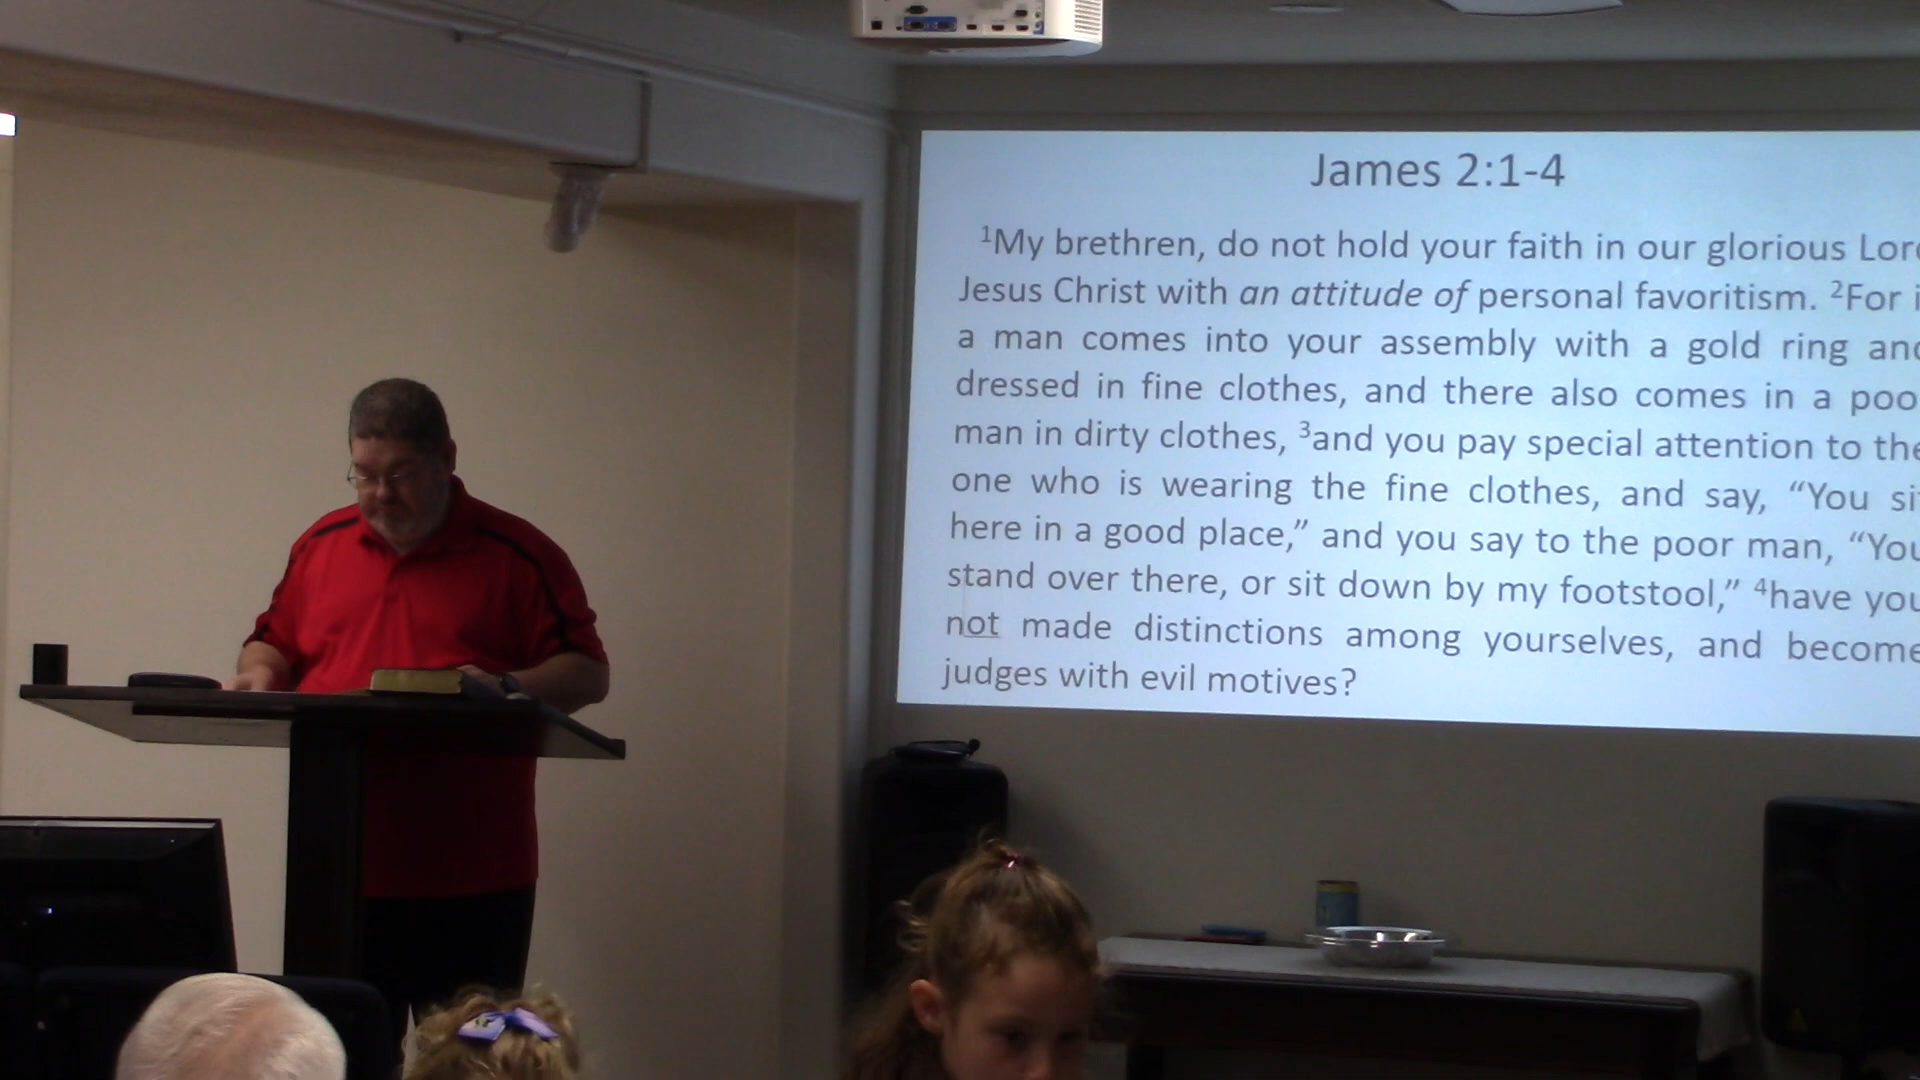 James 2:1-4
¹My brethren, do not hold your faith in our glorious Lor
Jesus Christ with an attitude of personal favoritism. ²For i
a man comes into your assembly with a gold ring and
dressed in fine clothes, and there also comes in a poo
man in dirty clothes, ³and you pay special attention to the
one who is wearing the fine clothes, and say, “You sit
here in a good place,” and you say to the poor man, “You
stand over there, or sit down by my footstool,” ⁴have you
not made distinctions among yourselves, and become
judges with evil motives?